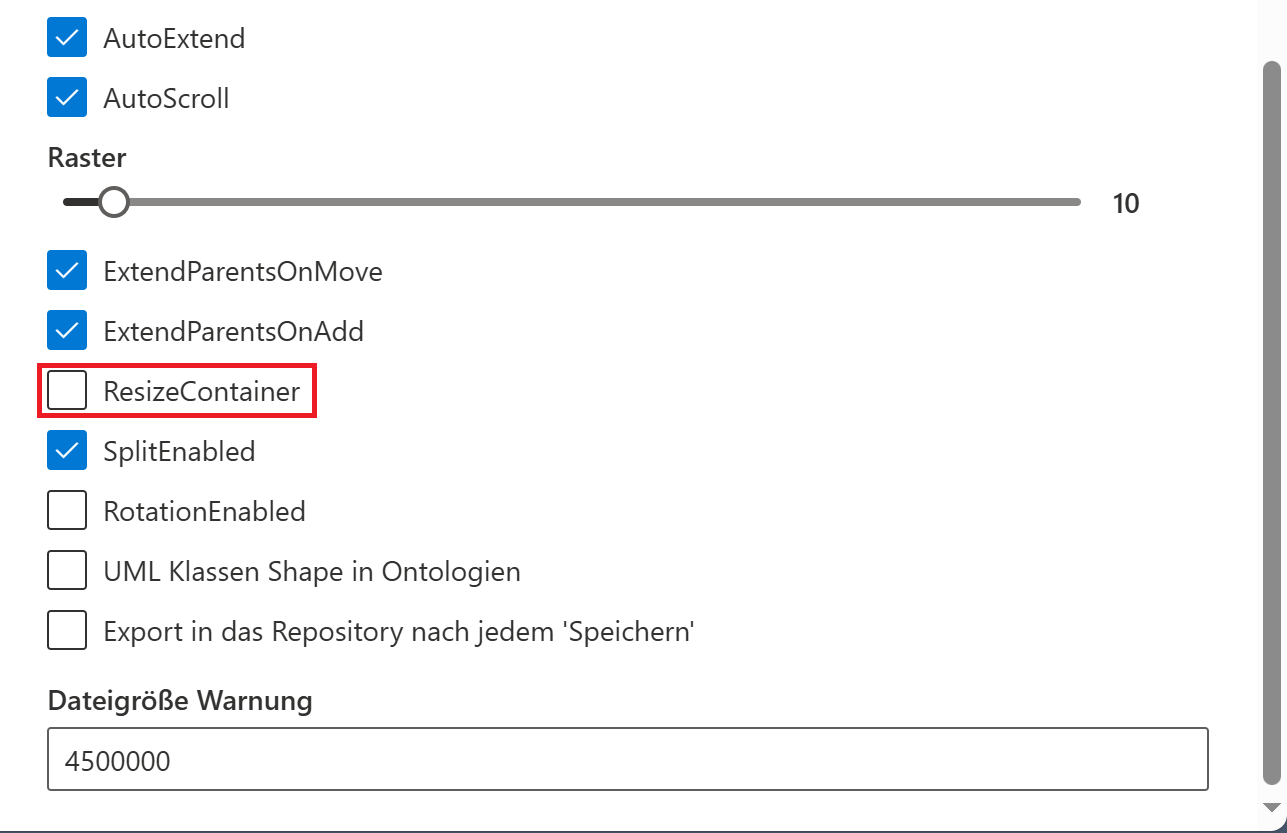 AutoExtend
AutoScroll
Raster
10
ExtendParentsOnMove
ExtendParentsOnAdd
ResizeContainer
SplitEnabled
RotationEnabled
UML Klassen Shape in Ontologien
Export in das Repository nach jedem 'Speichern'
Dateigröße Warnung
4500000